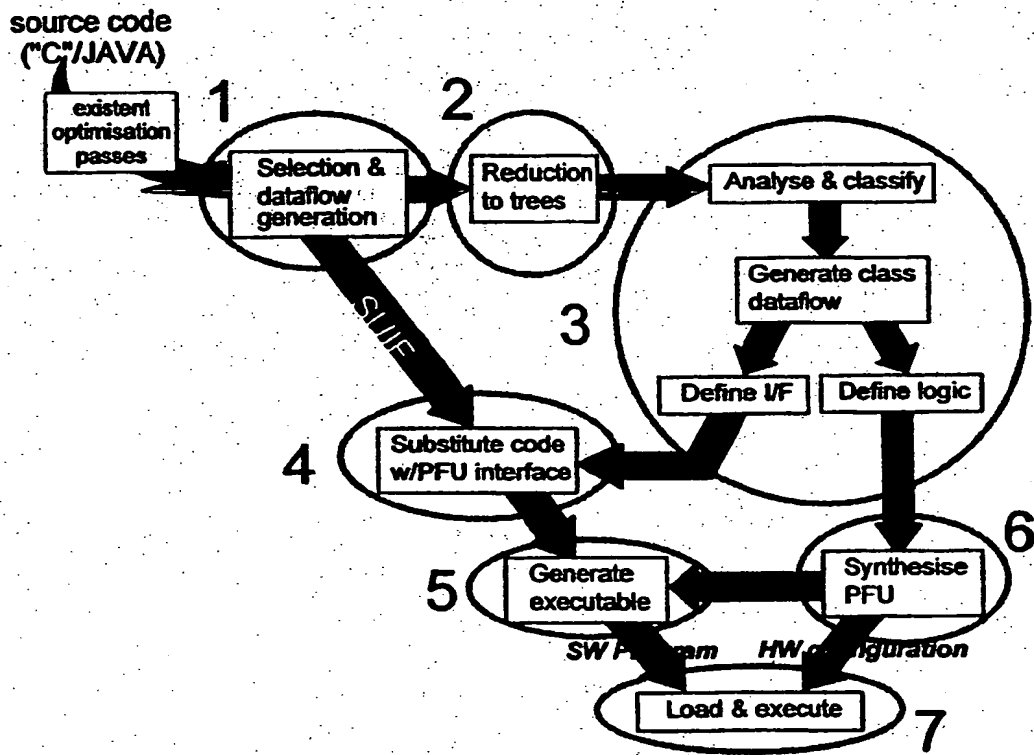 source code
("C"/JAVA)
existent
optimisation
passes
1
Selection &
dataflow
generation
2
Reduction
to trees
Analyse & classify
Generate class
dataflow
3
Define I/F
Define logic
SUIF
4
Substitute code
w/PFU interface
5
Generate
executable
6
Synthesise
PFU
SW
HW
Load & execute
7